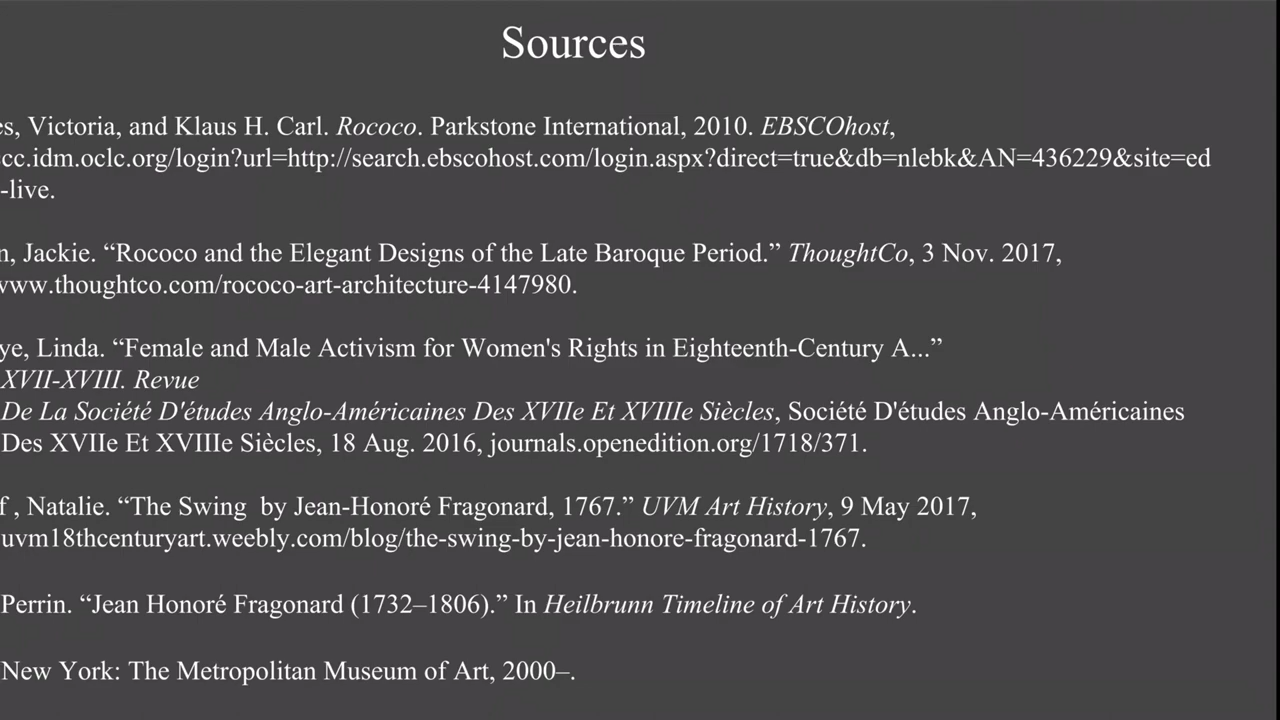 Sources
es, Victoria, and Klaus H. Carl. Rococo. Parkstone International, 2010. EBSCOhost,
cc.idm.oclc.org/login?url=http://search.ebscohost.com/login.aspx?direct=true&db=nlebk&AN=436229&site=ed
-live.
n, Jackie. “Rococo and the Elegant Designs of the Late Baroque Period.” ThoughtCo, 3 Nov. 2017,
www.thoughtco.com/rococo-art-architecture-4147980.
ye, Linda. “Female and Male Activism for Women's Rights in Eighteenth-Century A...”
XVII-XVIII. Revue
De La Société D'études Anglo-Américaines Des XVIIe Et XVIIIe Siècles, Société D'études Anglo-Américaines
Des XVIIe Et XVIIIe Siècles, 18 Aug. 2016, journals.openedition.org/1718/371.
f , Natalie. “The Swing  by Jean-Honoré Fragonard, 1767.” UVM Art History, 9 May 2017,
uvm18thcenturyart.weebly.com/blog/the-swing-by-jean-honore-fragonard-1767.
Perrin. “Jean Honoré Fragonard (1732–1806).” In Heilbrunn Timeline of Art History.
New York: The Metropolitan Museum of Art, 2000–.